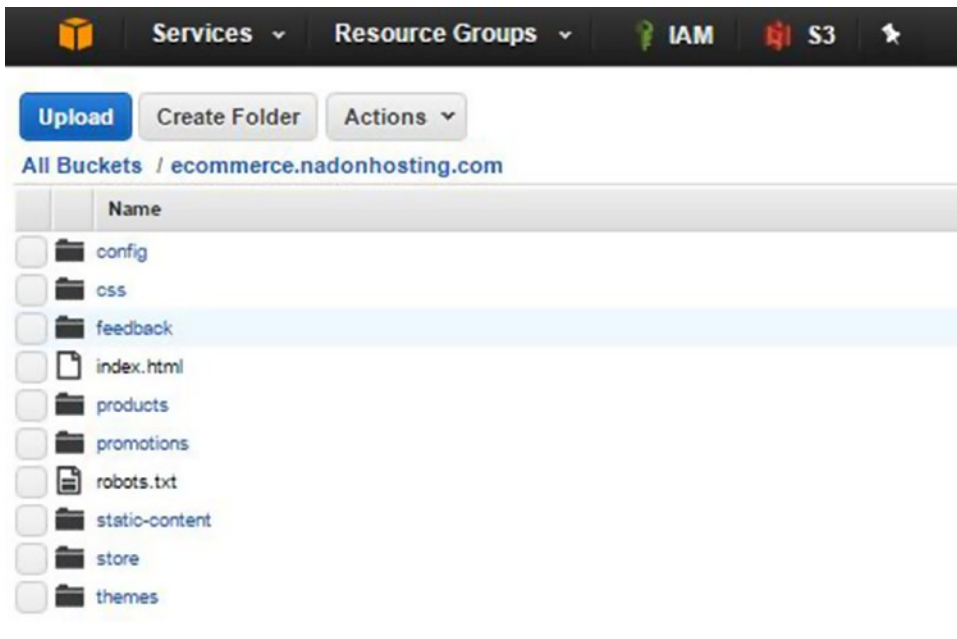 Services Resource Groups IAM S3
Upload Create Folder Actions
All Buckets / ecommerce.nadonhosting.com
Name
config
css
feedback
index.html
products
promotions
robots.txt
static-content
store
themes